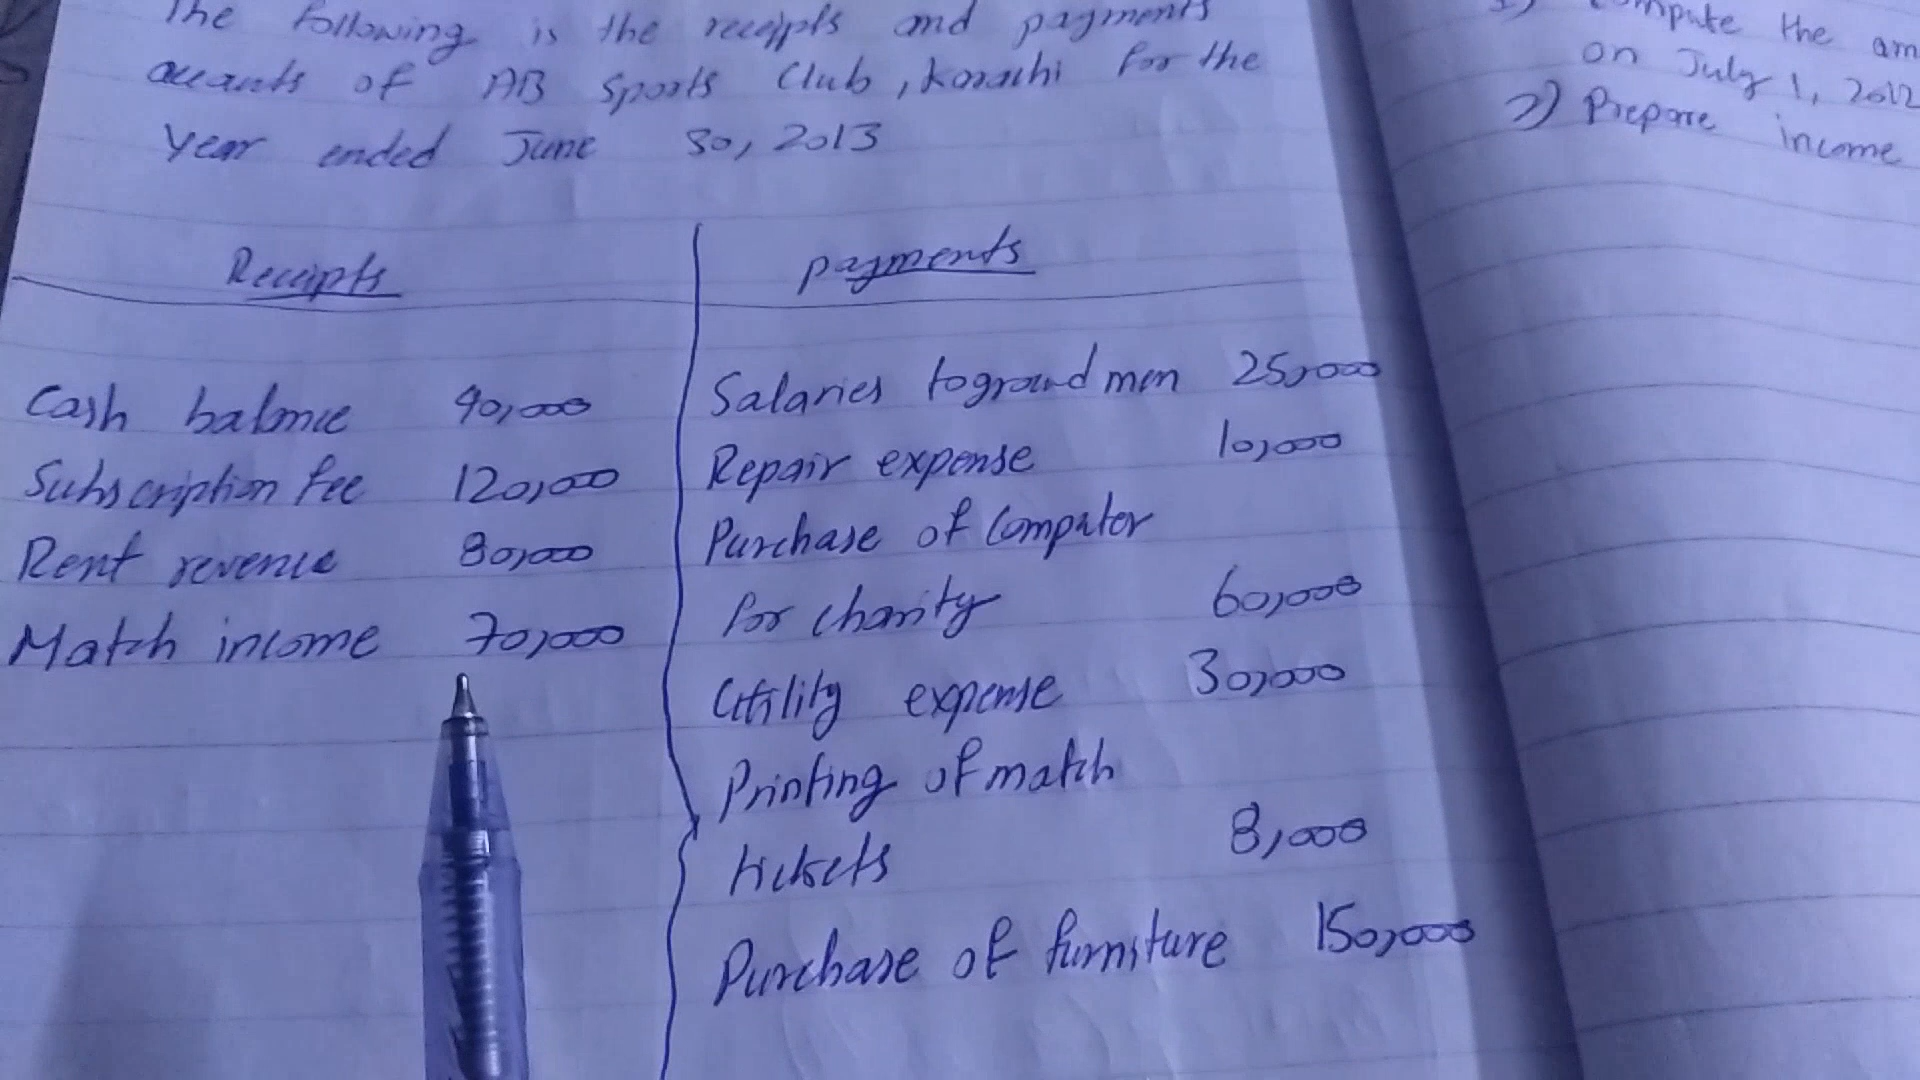 The following is the receipts and payments
accounts of AB Sports Club, Karachi for the
year ended June 30, 2013
Receipts
Cash balance 90,000
Subscription fee 120,000
Rent revenue 80,000
Match income 70,000
payments
Salaries to ground men 25,000
Repair expense 10,000
Purchase of Computer
for charity 60,000
Utility expense 30,000
Printing of match
tickets 8,000
Purchase of furniture 150,000
1) Compute the am
on July 1, 2012
2) Prepare income